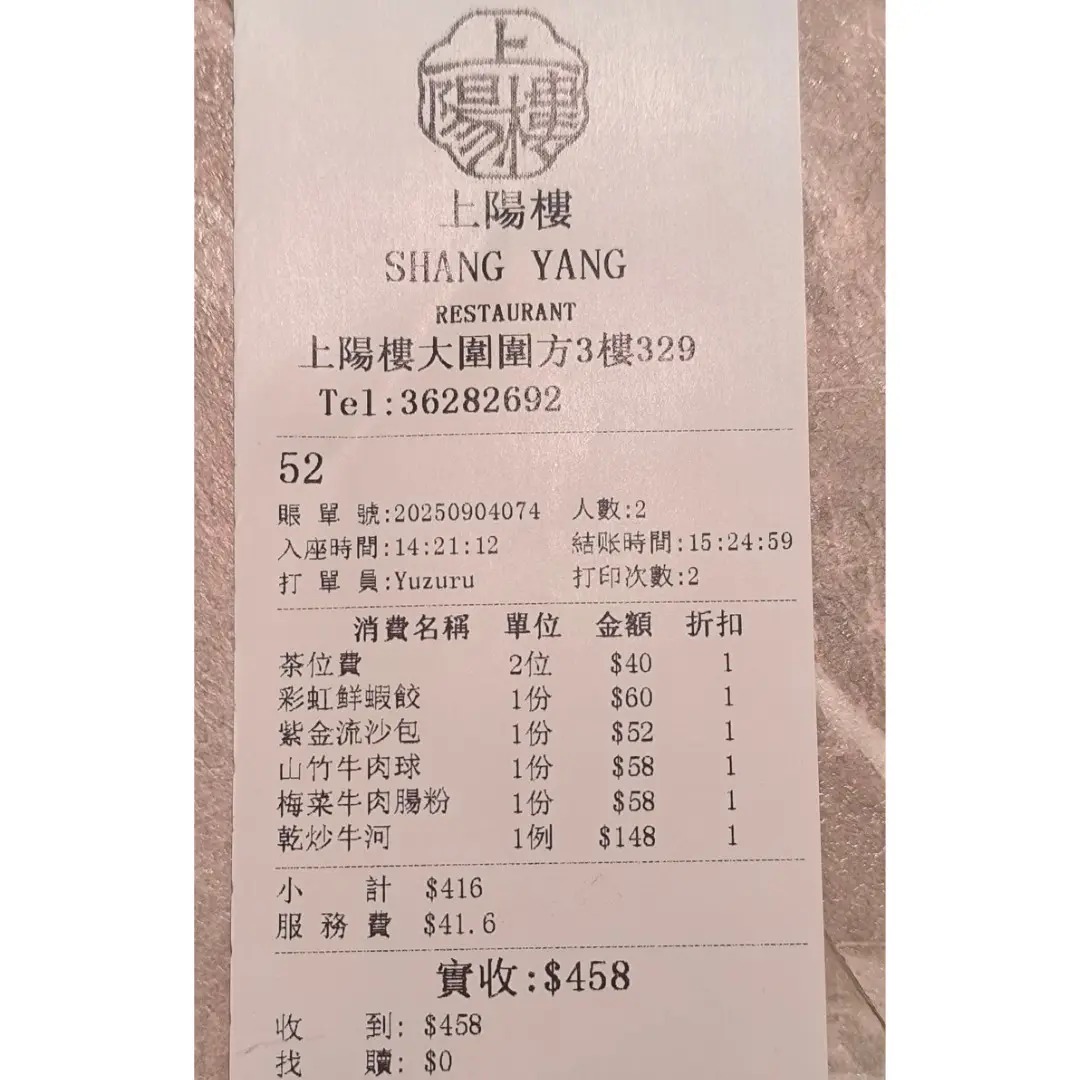 上陽樓
上陽樓
SHANG YANG
RESTAURANT
上陽樓大圍圍方3樓329
Tel:36282692
52
賬 單 號:20250904074 人數:2
入座時間:14:21:12 結账時間:15:24:59
打 單 員:Yuzuru 打印次數:2
消費名稱 單位 金額 折扣
茶位費 2位 $40 1
彩虹鮮蝦餃 1份 $60 1
紫金流沙包 1份 $52 1
山竹牛肉球 1份 $58 1
梅菜牛肉腸粉 1份 $58 1
乾炒牛河 1例 $148 1
小 計 $416
服 務 費 $41.6
實收:$458
收 到: $458
找 贖: $0